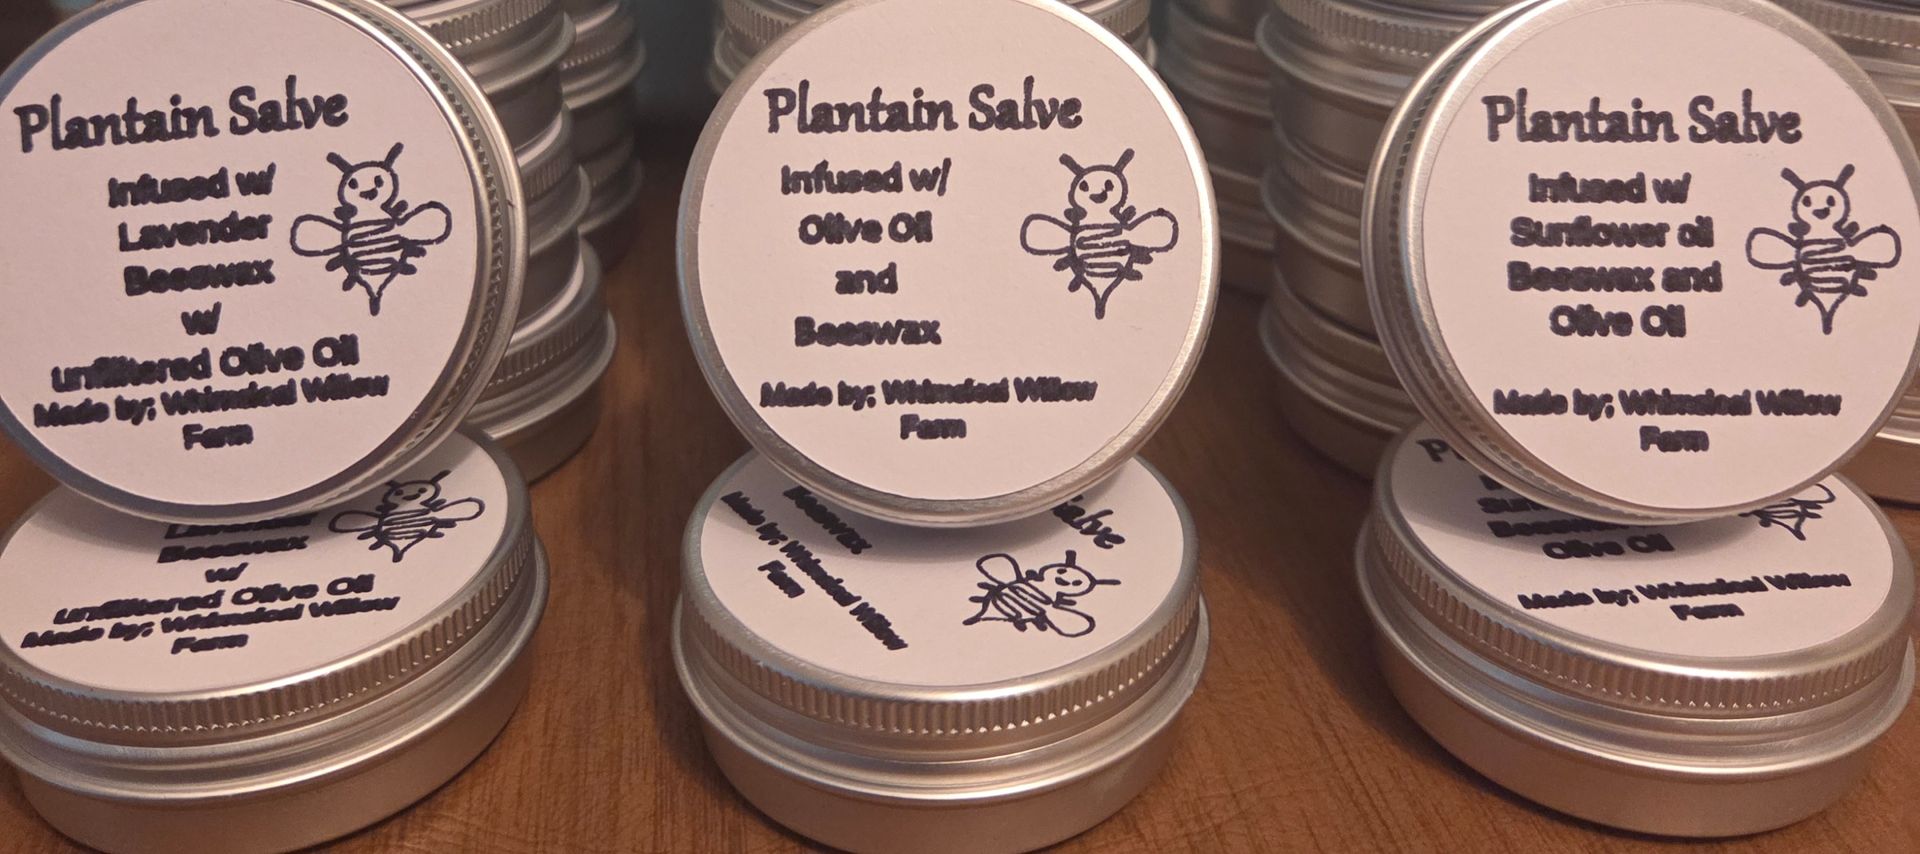 Plantain Salve
Infused w/
Lavender
Beeswax
w/
unfiltered Olive Oil
Made by; Whimsical Willow
Farm
Plantain Salve
Infused w/
Olive Oil
and
Beeswax
Made by; Whimsical Willow
Farm
Plantain Salve
Infused w/
Sunflower oil
Beeswax and
Olive Oil
Made by; Whimsical Willow
Farm
Lavender
Beeswax
w/
unfiltered Olive Oil
Made by; Whimsical Willow
Farm
Salve
Beeswax
Made by; Whimsical Willow
Farm
Olive Oil
Made by; Whimsical Willow
Farm